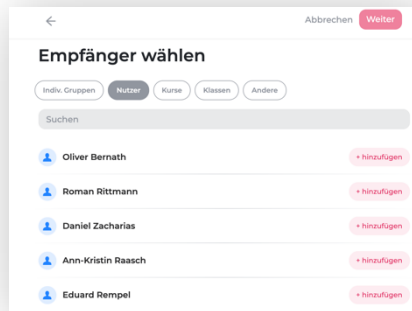 Abbrechen Weiter
Empfänger wählen
Indiv. Gruppen Nutzer Kurse Klassen Andere
Suchen
Oliver Bernath + hinzufügen
Roman Rittmann + hinzufügen
Daniel Zacharias + hinzufügen
Ann-Kristin Raasch + hinzufügen
Eduard Rempel + hinzufügen